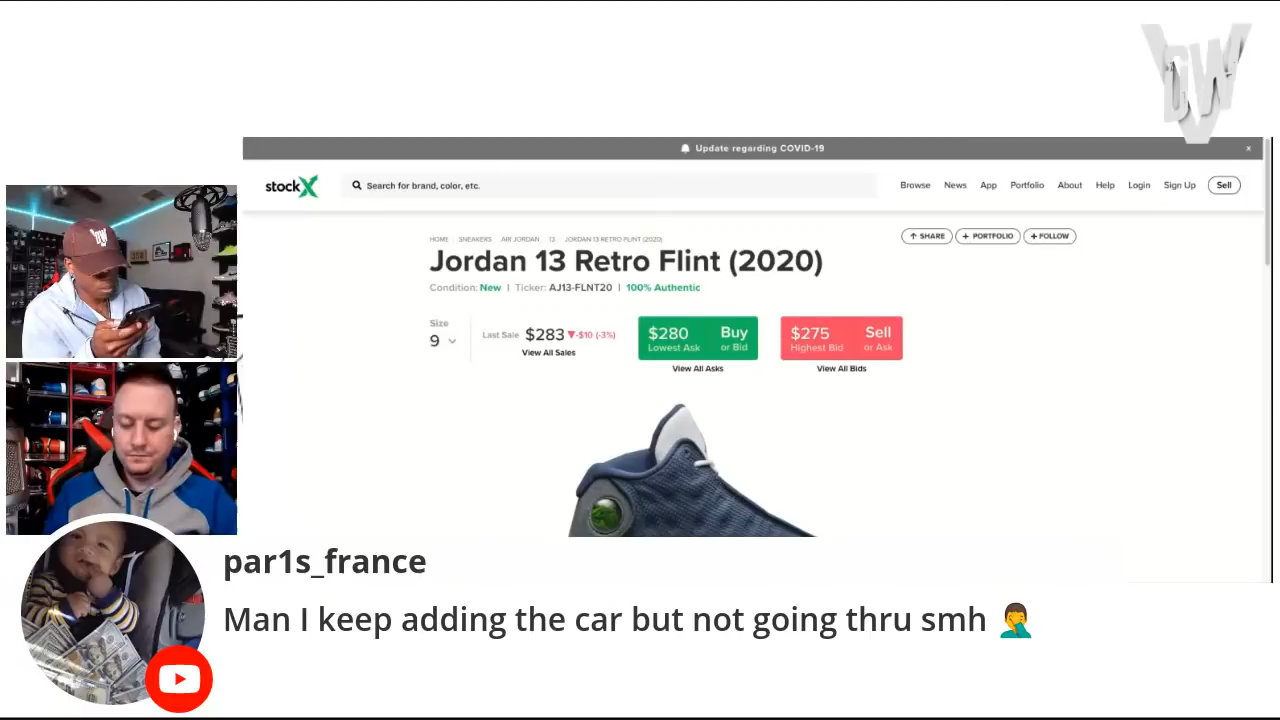 Update regarding COVID-19
x
stockX
Search for brand, color, etc.
Browse News App Portfolio About Help Login Sign Up Sell
HOME SNEAKERS AIR JORDAN 13 JORDAN 13 RETRO FLINT (2020)
SHARE + PORTFOLIO + FOLLOW
Jordan 13 Retro Flint (2020)
Condition: New | Ticker: AJ13-FLNT20 | 100% Authentic
Size
9
Last Sale $283 ▼-$10 (-3%)
View All Sales
$280 Buy
Lowest Ask or Bid
View All Asks
$275 Sell
Highest Bid or Ask
View All Bids
par1s_france
Man I keep adding the car but not going thru smh 🤦‍♂️